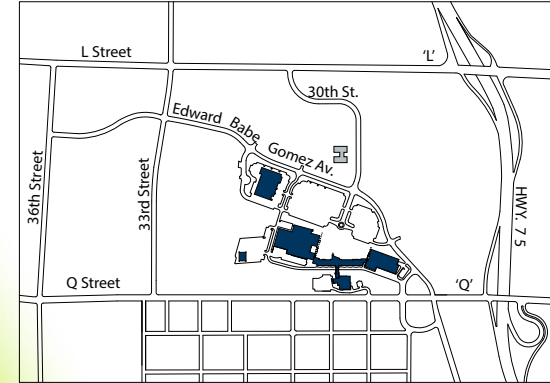 L Street
'L'
30th St.
Edward Babe Gomez Av.
36th Street
33rd Street
HWY. 75
Q Street
'Q'